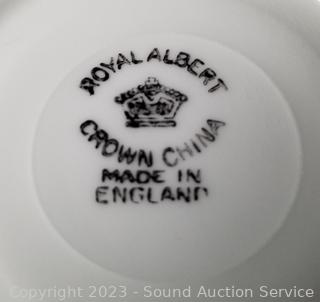 ROYAL ALBERT
CROWN CHINA
MADE IN
ENGLAND
Copyright 2023 - Sound Auction Service